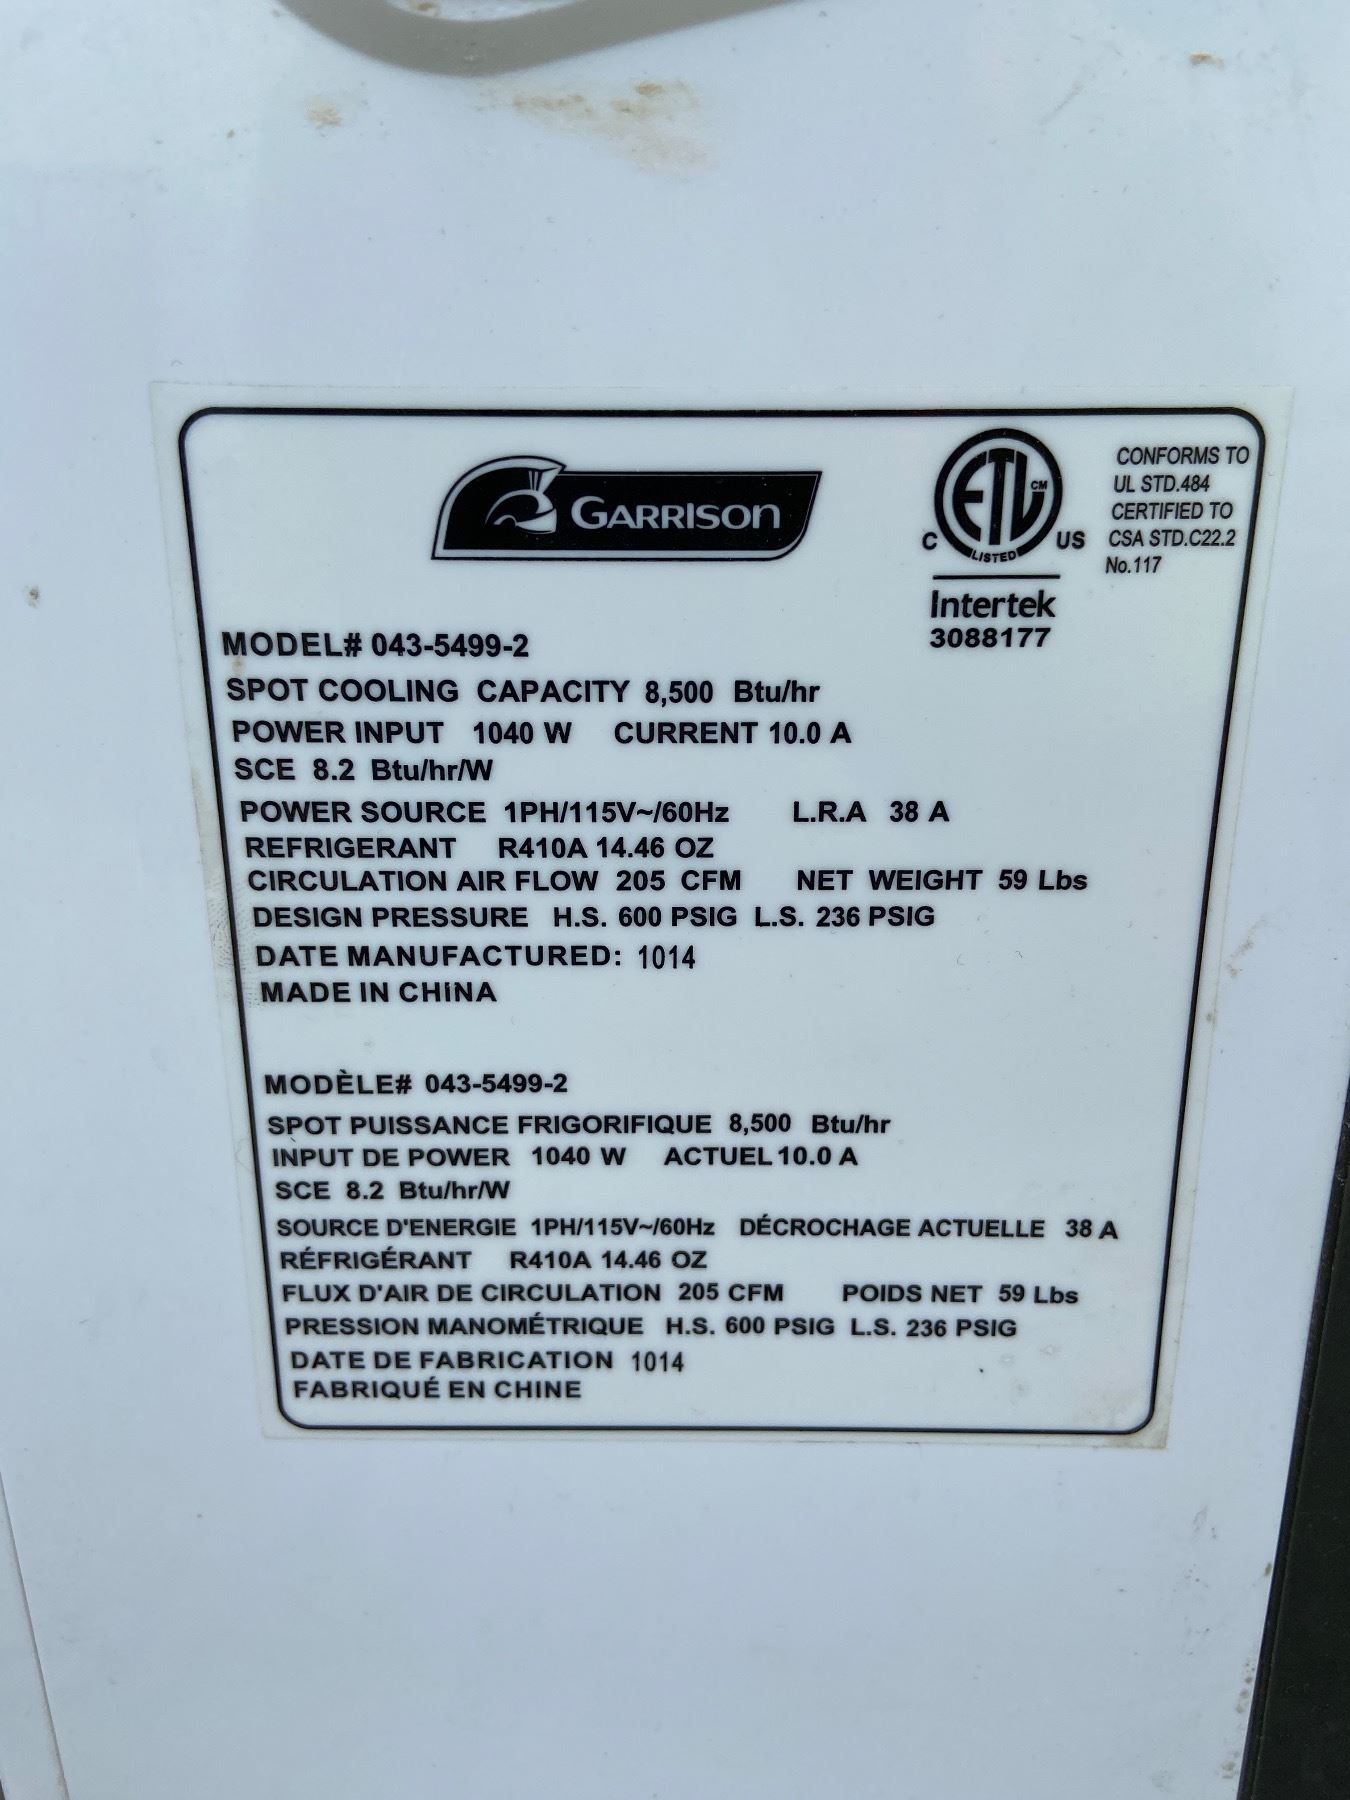 GARRISON
ETL CM
C LISTED US
Intertek
3088177
CONFORMS TO
UL STD.484
CERTIFIED TO
CSA STD.C22.2
No.117
MODEL# 043-5499-2
SPOT COOLING CAPACITY 8,500 Btu/hr
POWER INPUT 1040 W CURRENT 10.0 A
SCE 8.2 Btu/hr/W
POWER SOURCE 1PH/115V~/60Hz L.R.A 38 A
REFRIGERANT R410A 14.46 OZ
CIRCULATION AIR FLOW 205 CFM NET WEIGHT 59 Lbs
DESIGN PRESSURE H.S. 600 PSIG L.S. 236 PSIG
DATE MANUFACTURED: 1014
MADE IN CHINA
MODÈLE# 043-5499-2
SPOT PUISSANCE FRIGORIFIQUE 8,500 Btu/hr
INPUT DE POWER 1040 W ACTUEL 10.0 A
SCE 8.2 Btu/hr/W
SOURCE D'ENERGIE 1PH/115V~/60Hz DÉCROCHAGE ACTUELLE 38 A
RÉFRIGÉRANT R410A 14.46 OZ
FLUX D'AIR DE CIRCULATION 205 CFM POIDS NET 59 Lbs
PRESSION MANOMÉTRIQUE H.S. 600 PSIG L.S. 236 PSIG
DATE DE FABRICATION 1014
FABRIQUÉ EN CHINE